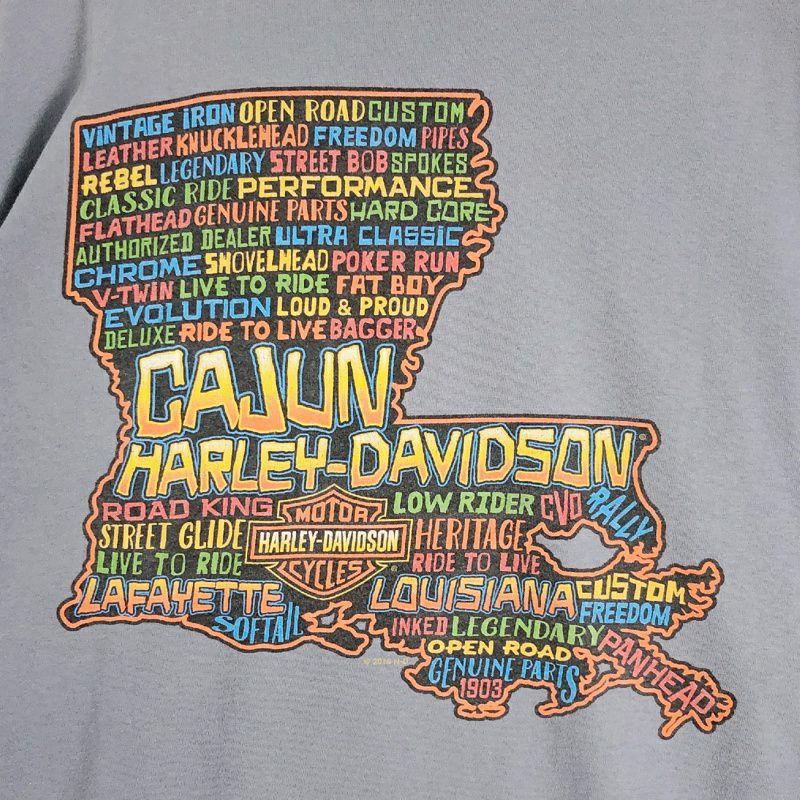 VINTAGE IRON OPEN ROAD CUSTOM
LEATHER KNUCKLEHEAD FREEDOM PIPES
REBEL LEGENDARY STREET BOB SPOKES
CLASSIC RIDE PERFORMANCE
FLATHEAD GENUINE PARTS HARD CORE
AUTHORIZED DEALER ULTRA CLASSIC
CHROME SHOVELHEAD POKER RUN
V-TWIN LIVE TO RIDE FAT BOY
EVOLUTION LOUD & PROUD
DELUXE RIDE TO LIVE BAGGER
CAJUN
HARLEY-DAVIDSON®
ROAD KING MOTOR LOW RIDER CVO RALLY
STREET GLIDE HARLEY-DAVIDSON HERITAGE
LIVE TO RIDE CYCLES ® RIDE TO LIVE
LAFAYETTE LOUISIANA CUSTOM
SOFTAIL FREEDOM
INKED LEGENDARY PANHEAD
OPEN ROAD
© 2016 H-D GENUINE PARTS
1903